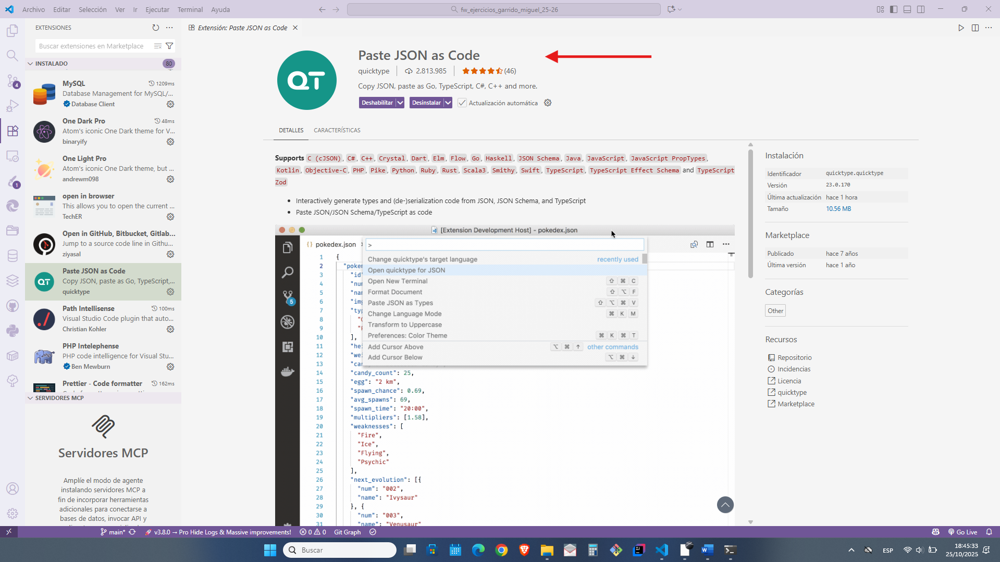 Archivo Editar Selección Ver Ir Ejecutar Terminal Ayuda
fw_ejercicios_garrido_miguel_25-26
EXTENSIONES
Buscar extensiones en Marketplace
INSTALADO 80
MySQL 1209ms
Database Management for MySQL/...
Database Client
One Dark Pro 48ms
Atom's iconic One Dark theme for V...
binaryify
One Light Pro
Atom's iconic One Dark theme, but ...
andrewm098
open in browser
This allows you to open the current ...
TechER
Open in GitHub, Bitbucket, Gitlab...
Jump to a source code line in Githu...
ziyasal
Paste JSON as Code
Copy JSON, paste as Go, TypeScript,...
quicktype
Path Intellisense 100ms
Visual Studio Code plugin that auto...
Christian Kohler
PHP Intelephense
PHP code intelligence for Visual Stu...
Ben Mewburn
Prettier - Code formatter 162ms
SERVIDORES MCP
Servidores MCP
Amplíe el modo de agente
instalando servidores MCP a
fin de incorporar herramientas
adicionales para conectarse a
bases de datos, invocar API y
4
1
Extensión: Paste JSON as Code
QT
Paste JSON as Code
quicktype 2.813.985 (46)
Copy JSON, paste as Go, TypeScript, C#, C++ and more.
Deshabilitar Desinstalar Actualización automática
DETALLES CARACTERÍSTICAS
Supports C (cJSON), C#, C++, Crystal, Dart, Elm, Flow, Go, Haskell, JSON Schema, Java, JavaScript, JavaScript PropTypes,
Kotlin, Objective-C, PHP, Pike, Python, Ruby, Rust, Scala3, Smithy, Swift, TypeScript, TypeScript Effect Schema and TypeScript
Zod
Interactively generate types and (de-)serialization code from JSON, JSON Schema, and TypeScript
Paste JSON/JSON Schema/TypeScript as code
[Extension Development Host] - pokedex.json
{} pokedex.json
>
Change quicktype's target language recently used
Open quicktype for JSON
Open New Terminal ⇧ ⌘ C
Format Document ⇧ ⌥ F
Paste JSON as Types ⇧ ⌥ ⌘ V
Change Language Mode ⌘ K M
Transform to Uppercase
Preferences: Color Theme ⌘ K ⌘ T
Add Cursor Above ⌥ ⌘ ↑ other commands
Add Cursor Below ⌥ ⌘ ↓
5
1 {
2 "pokem
3 "id"
4 "num
5 "nam
6 "img
7 "typ
8
9
10 ],
11 "hei
12 "wei
13 "can
14 "candy_count": 25,
15 "egg": "2 km",
16 "spawn_chance": 0.69,
17 "avg_spawns": 69,
18 "spawn_time": "20:00",
19 "multipliers": [1.58],
20 "weaknesses": [
21 "Fire",
22 "Ice",
23 "Flying",
24 "Psychic"
25 ],
26 "next_evolution": [{
27 "num": "002",
28 "name": "Ivysaur"
29 }, {
30 "num": "003",
31 "name": "Venusaur"
Instalación
Identificador quicktype.quicktype
Versión 23.0.170
Última actualización hace 1 hora
Tamaño 10.56 MB
Marketplace
Publicado hace 7 años
Última versión hace 1 año
Categorías
Other
Recursos
Repositorio
Incidencias
Licencia
quicktype
Marketplace
main* v3.8.0 → Pro Hide Logs & Massive improvements! 0 0 Git Graph Go Live
Buscar
ESP
18:45:33
25/10/2025